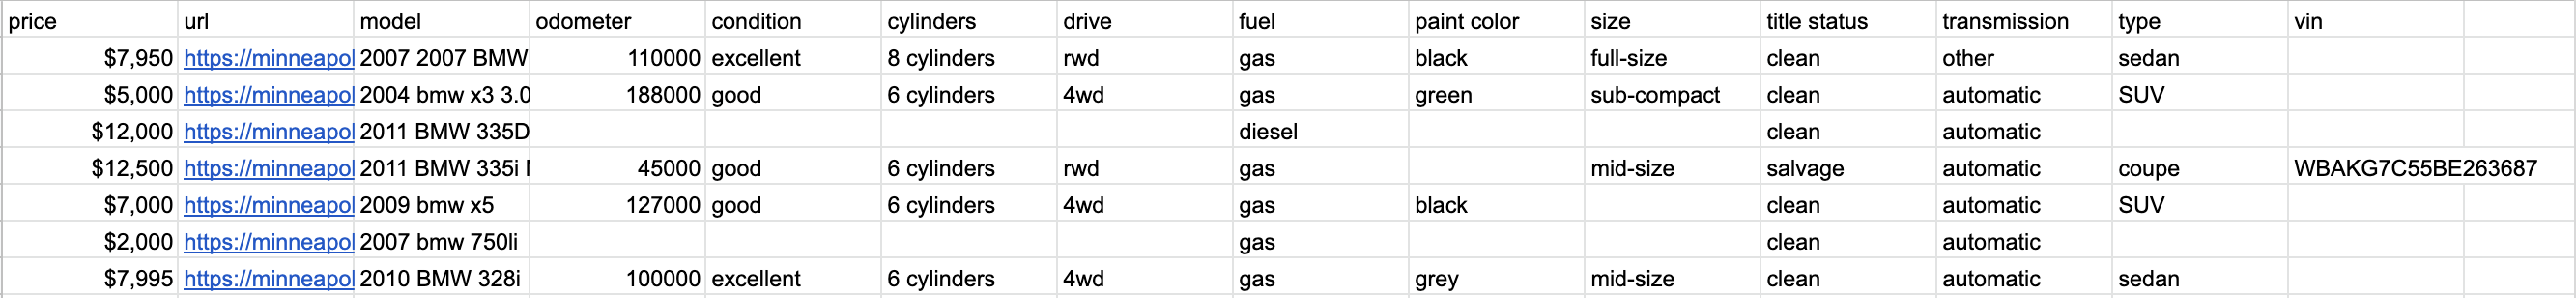 price url model odometer condition cylinders drive fuel paint color size title status transmission type vin
$7,950 https://minneapol 2007 2007 BMW 110000 excellent 8 cylinders rwd gas black full-size clean other sedan
$5,000 https://minneapol 2004 bmw x3 3.0 188000 good 6 cylinders 4wd gas green sub-compact clean automatic SUV
$12,000 https://minneapol 2011 BMW 335D diesel clean automatic
$12,500 https://minneapol 2011 BMW 335i 45000 good 6 cylinders rwd gas mid-size salvage automatic coupe WBAKG7C55BE263687
$7,000 https://minneapol 2009 bmw x5 127000 good 6 cylinders 4wd gas black clean automatic SUV
$2,000 https://minneapol 2007 bmw 750li gas clean automatic
$7,995 https://minneapol 2010 BMW 328i 100000 excellent 6 cylinders 4wd gas grey mid-size clean automatic sedan